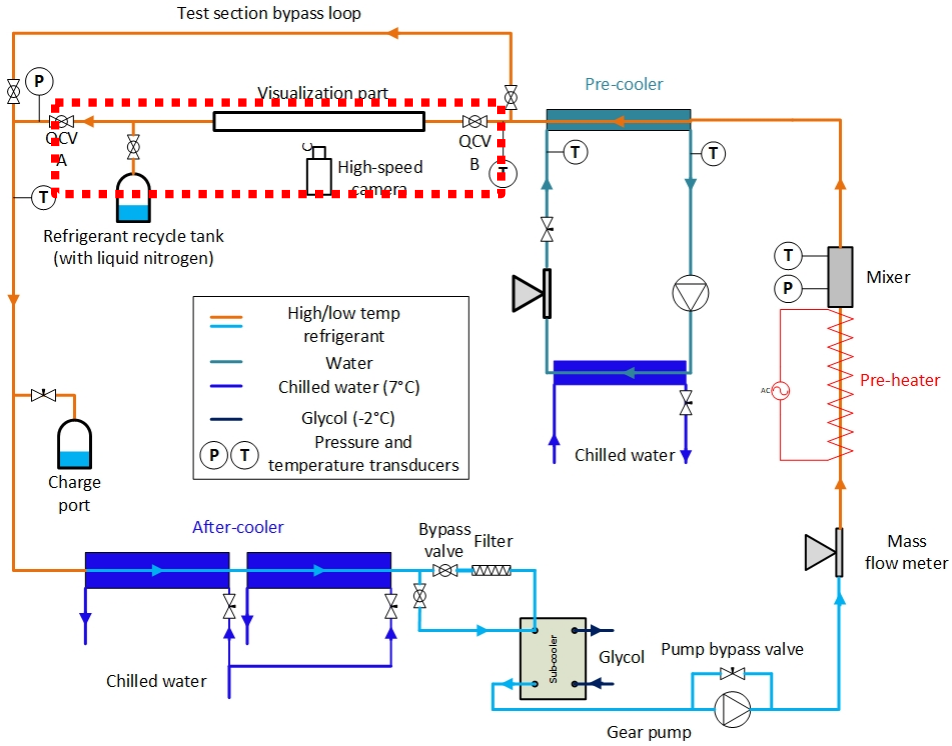 Test section bypass loop
P
Visualization part
Pre-cooler
QCV
A
QCV
B
T
T
T
High-speed
camera
T
Refrigerant recycle tank
(with liquid nitrogen)
T
P
Mixer
High/low temp
refrigerant
Water
Chilled water (7°C)
Glycol (-2°C)
P T
Pressure and
temperature transducers
AC
Pre-heater
Chilled water
Charge
port
After-cooler
Bypass
valve
Filter
Mass
flow meter
Sub-cooler
Glycol
Chilled water
Pump bypass valve
Gear pump